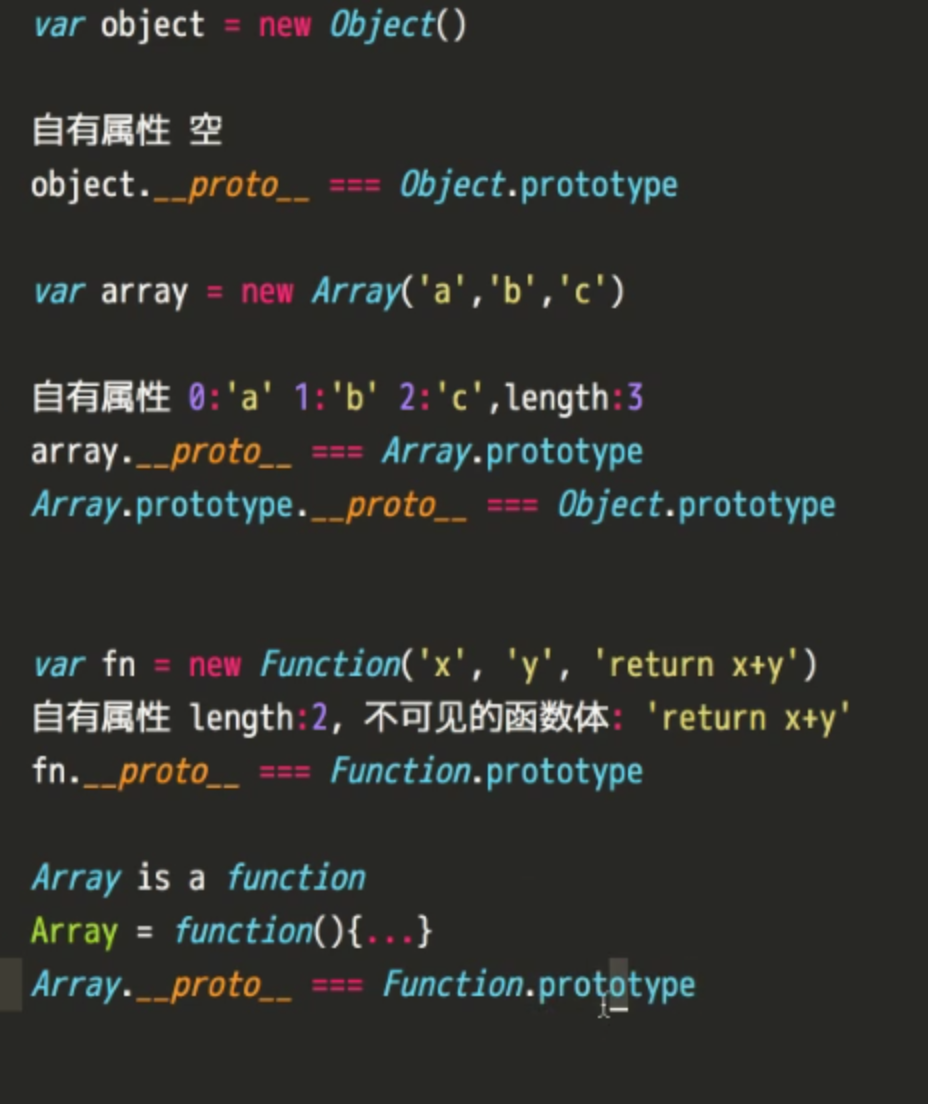 var object = new Object()
自有属性 空
object.__proto__ === Object.prototype
var array = new Array('a','b','c')
自有属性 0:'a' 1:'b' 2:'c',length:3
array.__proto__ === Array.prototype
Array.prototype.__proto__ === Object.prototype
var fn = new Function('x', 'y', 'return x+y')
自有属性 length:2, 不可见的函数体: 'return x+y'
fn.__proto__ === Function.prototype
Array is a function
Array = function(){...}
Array.__proto__ === Function.prototype